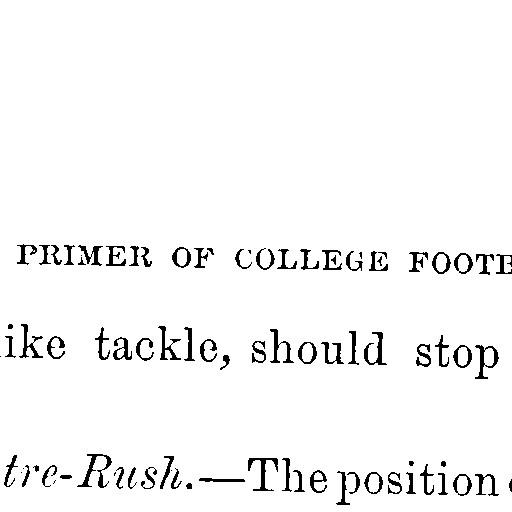 PRIMER OF COLLEGE FOOTB
ike tackle, should stop
tre-Rush.—The position